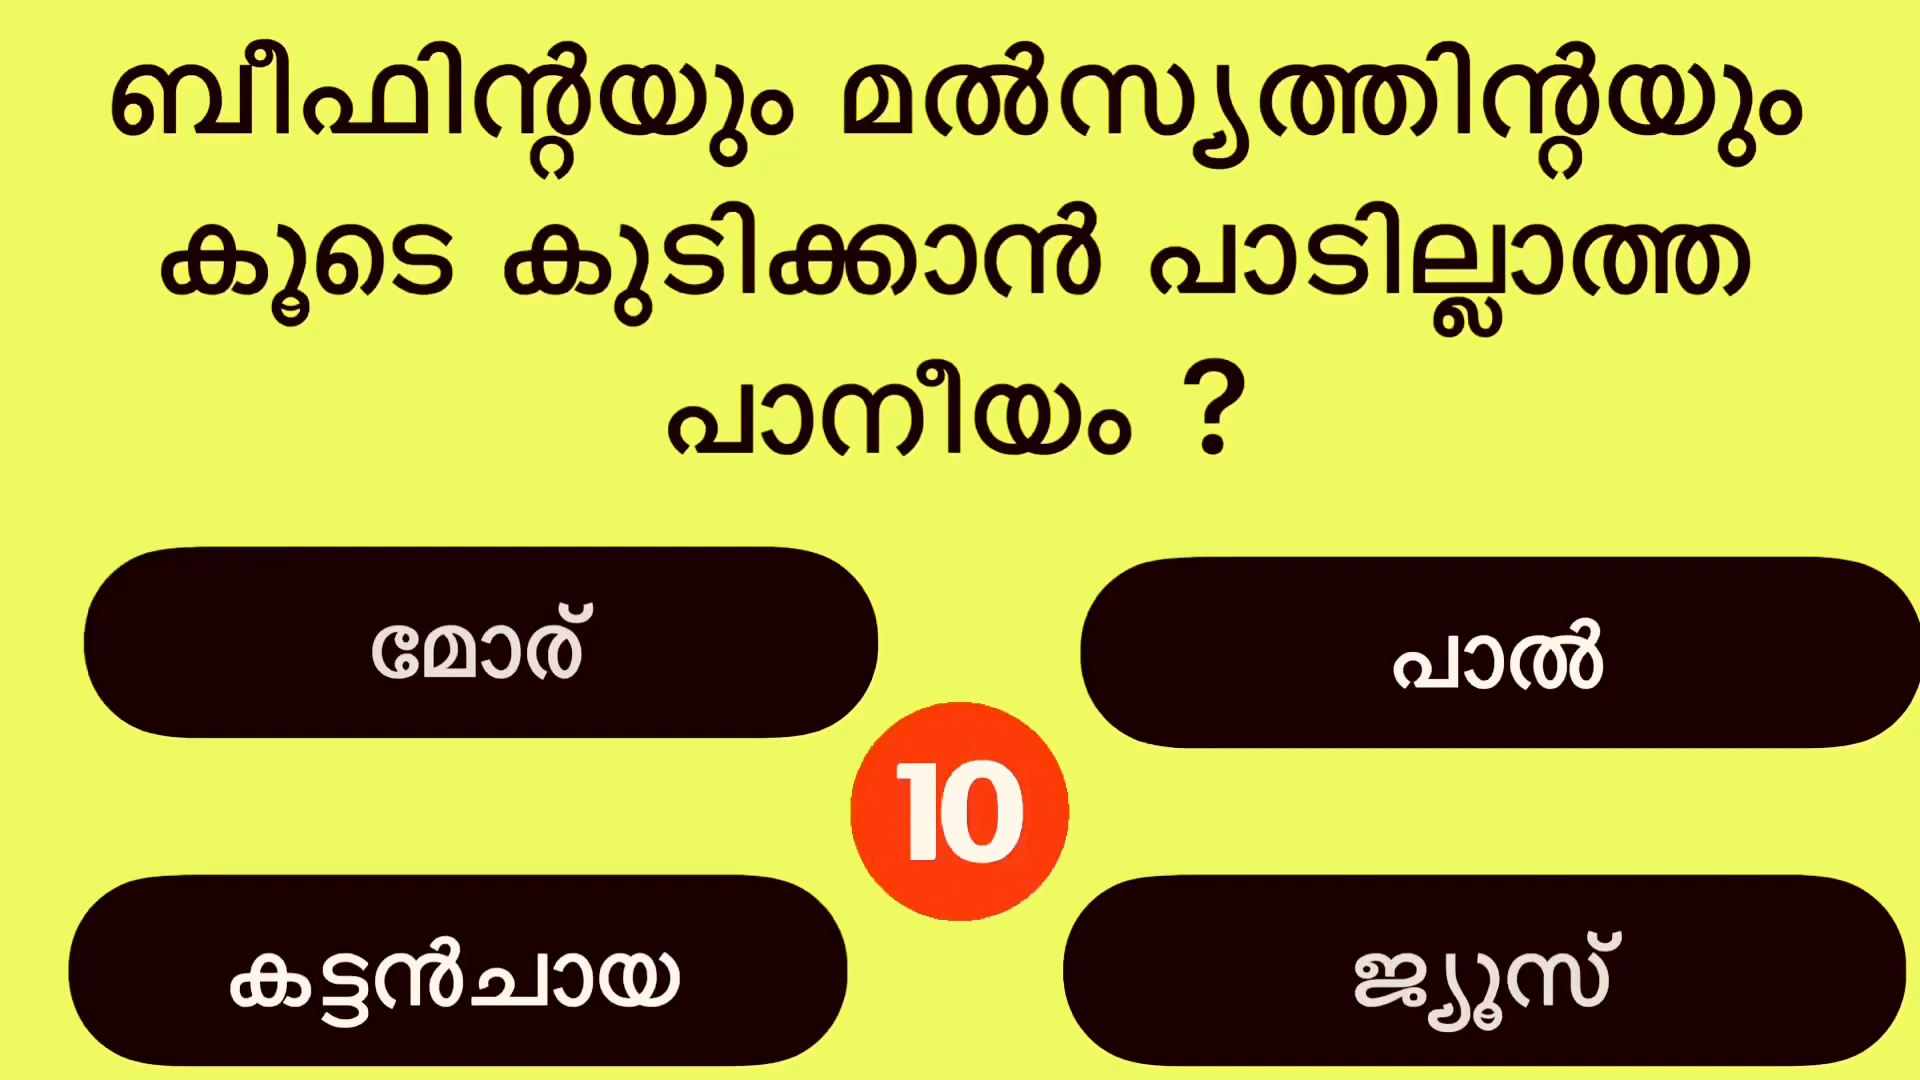 ബീഫിന്റയും മൽസ്യത്തിന്റയും
കൂടെ കുടിക്കാൻ പാടില്ലാത്ത
പാനീയം ?
മോര്
പാൽ
10
കട്ടൻചായ
ജ്യൂസ്